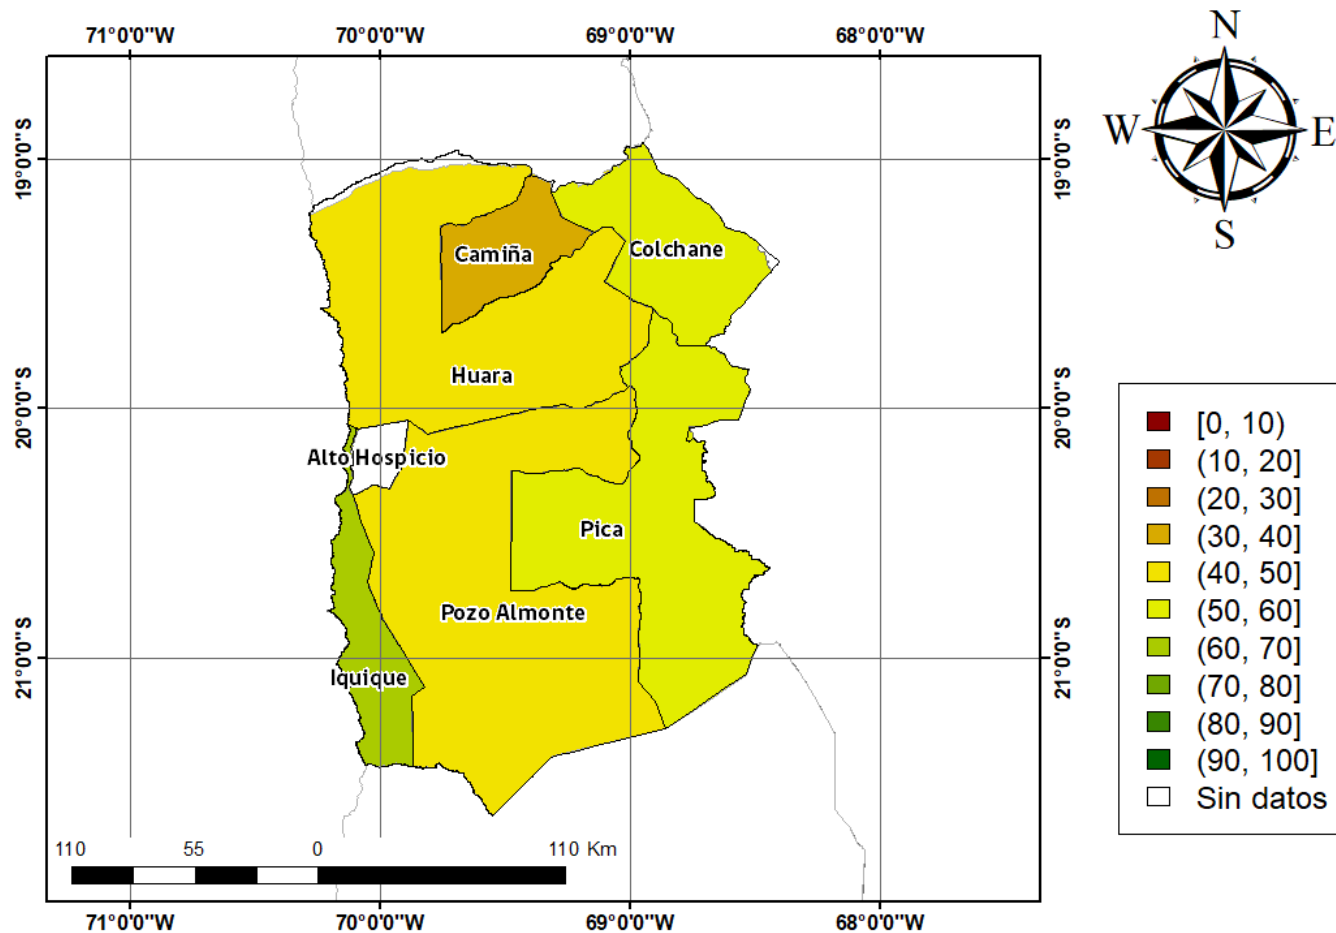 71°0'0"W 70°0'0"W 69°0'0"W 68°0'0"W
N
W E
S
19°0'0"S 19°0'0"S
Camiña Colchane
Huara
20°0'0"S 20°0'0"S
Alto Hospicio
Pica
Pozo Almonte
21°0'0"S 21°0'0"S
Iquique
110 55 0 110 Km
71°0'0"W 70°0'0"W 69°0'0"W 68°0'0"W
[0, 10)
(10, 20]
(20, 30]
(30, 40]
(40, 50]
(50, 60]
(60, 70]
(70, 80]
(80, 90]
(90, 100]
Sin datos